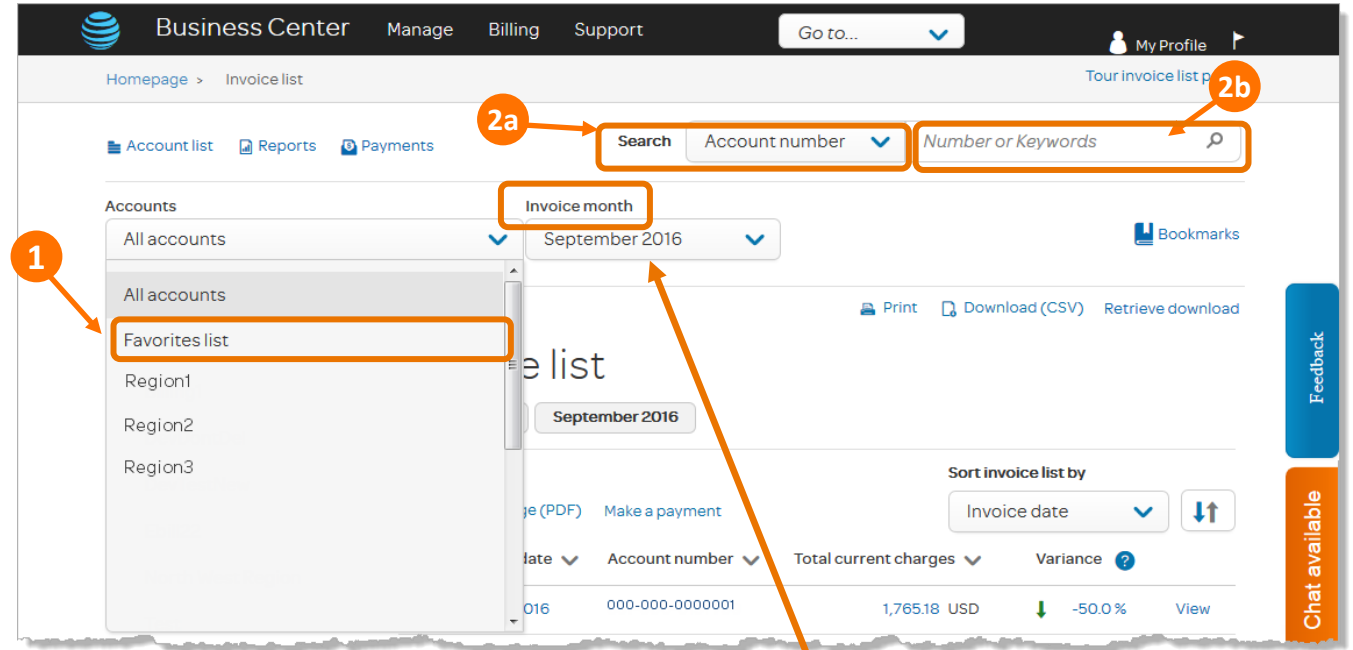 Business Center Manage Billing Support Go to... My Profile
Homepage > Invoice list Tour invoice list p
2b
2a
Account list Reports Payments Search Account number Number or Keywords
Accounts Invoice month
All accounts September 2016 Bookmarks
1
All accounts
Print Download (CSV) Retrieve download
Favorites list
e list
Region1
September 2016
Region2
Region3
Sort invoice list by
ge (PDF) Make a payment Invoice date
date Account number Total current charges Variance ?
016 000-000-0000001 1,765.18 USD -50.0 % View
Feedback
Chat available